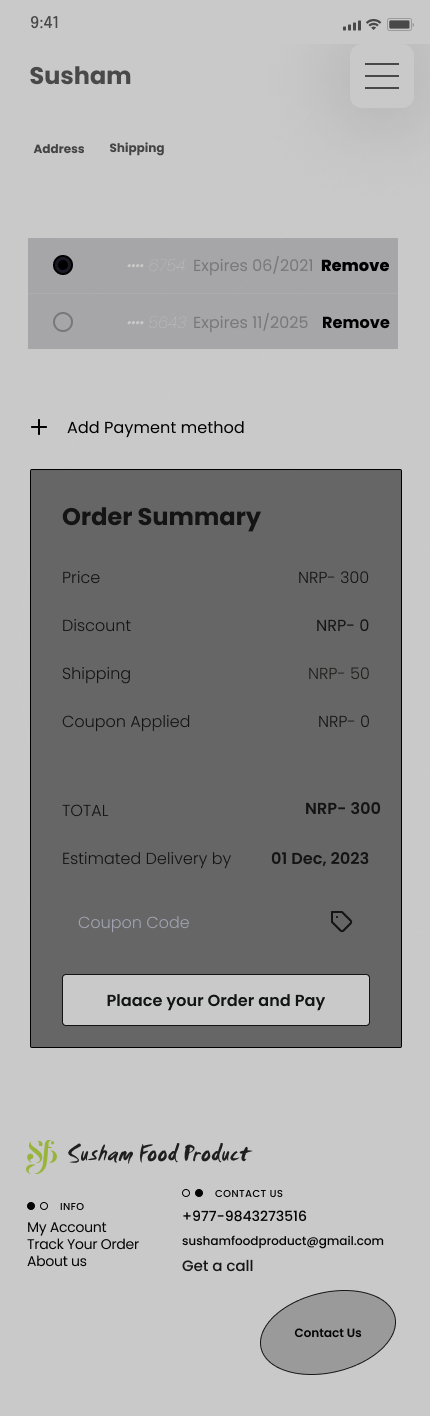 9:41
Susham
Address Shipping
•••• 6754 Expires 06/2021 Remove
•••• 5643 Expires 11/2025 Remove
Add Payment method
Order Summary
Price NRP- 300
Discount NRP- 0
Shipping NRP- 50
Coupon Applied NRP- 0
TOTAL NRP- 300
Estimated Delivery by 01 Dec, 2023
Coupon Code
Plaace your Order and Pay
Susham Food Product
INFO
My Account
Track Your Order
About us
CONTACT US
+977-9843273516
sushamfoodproduct@gmail.com
Get a call
Contact Us